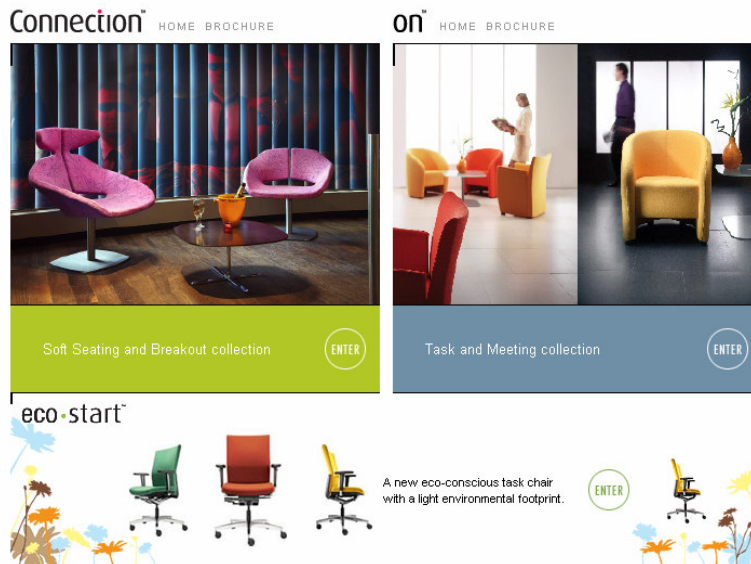 Connection™ HOME BROCHURE
on™ HOME BROCHURE
Soft Seating and Breakout collection ENTER
Task and Meeting collection ENTER
eco•start™
A new eco-conscious task chair
with a light environmental footprint.
ENTER